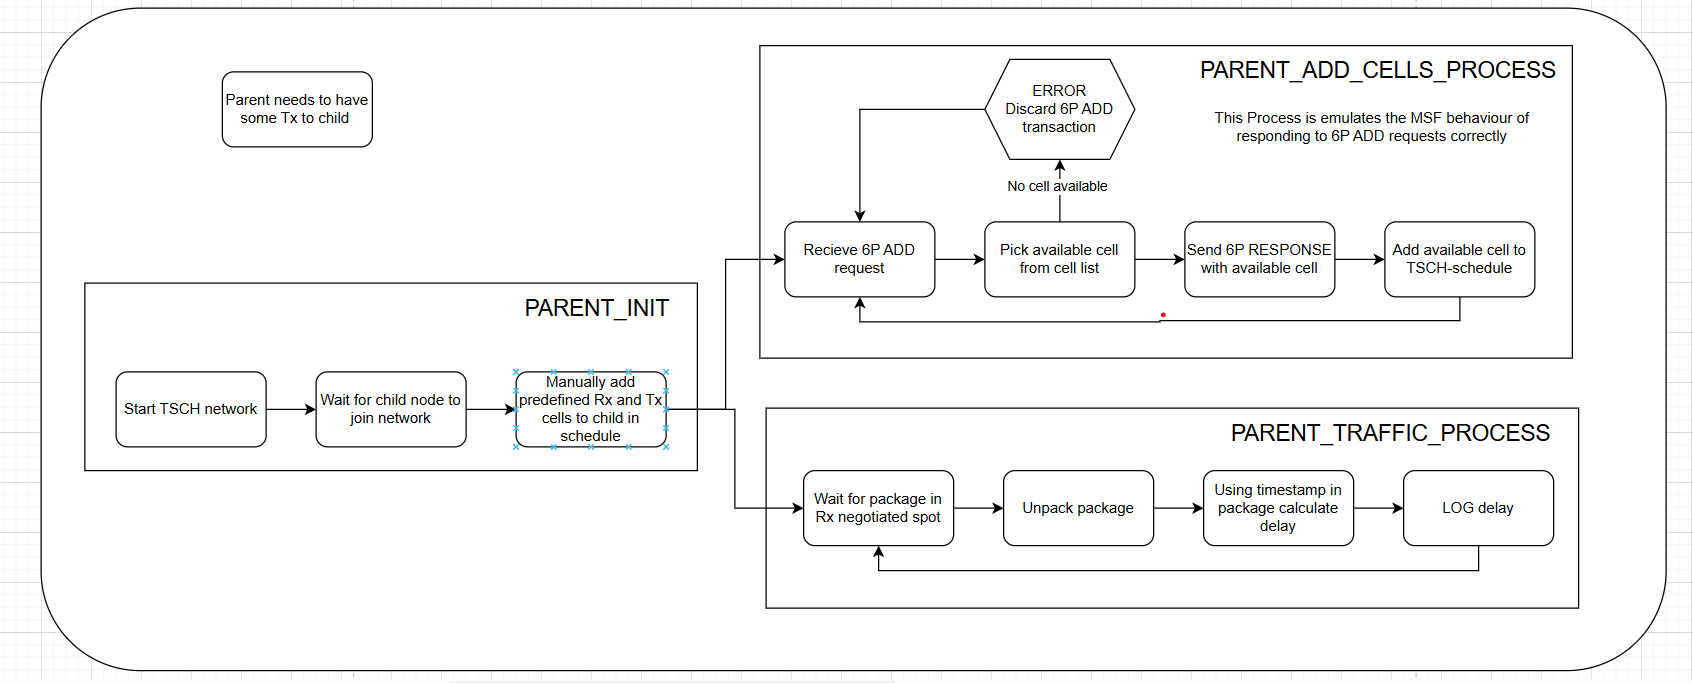 Parent needs to have
some Tx to child
PARENT_INIT
Start TSCH network
Wait for child node to
join network
Manually add
predefined Rx and Tx
cells to child in
schedule
PARENT_ADD_CELLS_PROCESS
This Process is emulates the MSF behaviour of
responding to 6P ADD requests correctly
ERROR
Discard 6P ADD
transaction
No cell available
Recieve 6P ADD
request
Pick available cell
from cell list
Send 6P RESPONSE
with available cell
Add available cell to
TSCH-schedule
PARENT_TRAFFIC_PROCESS
Wait for package in
Rx negotiated spot
Unpack package
Using timestamp in
package calculate
delay
LOG delay